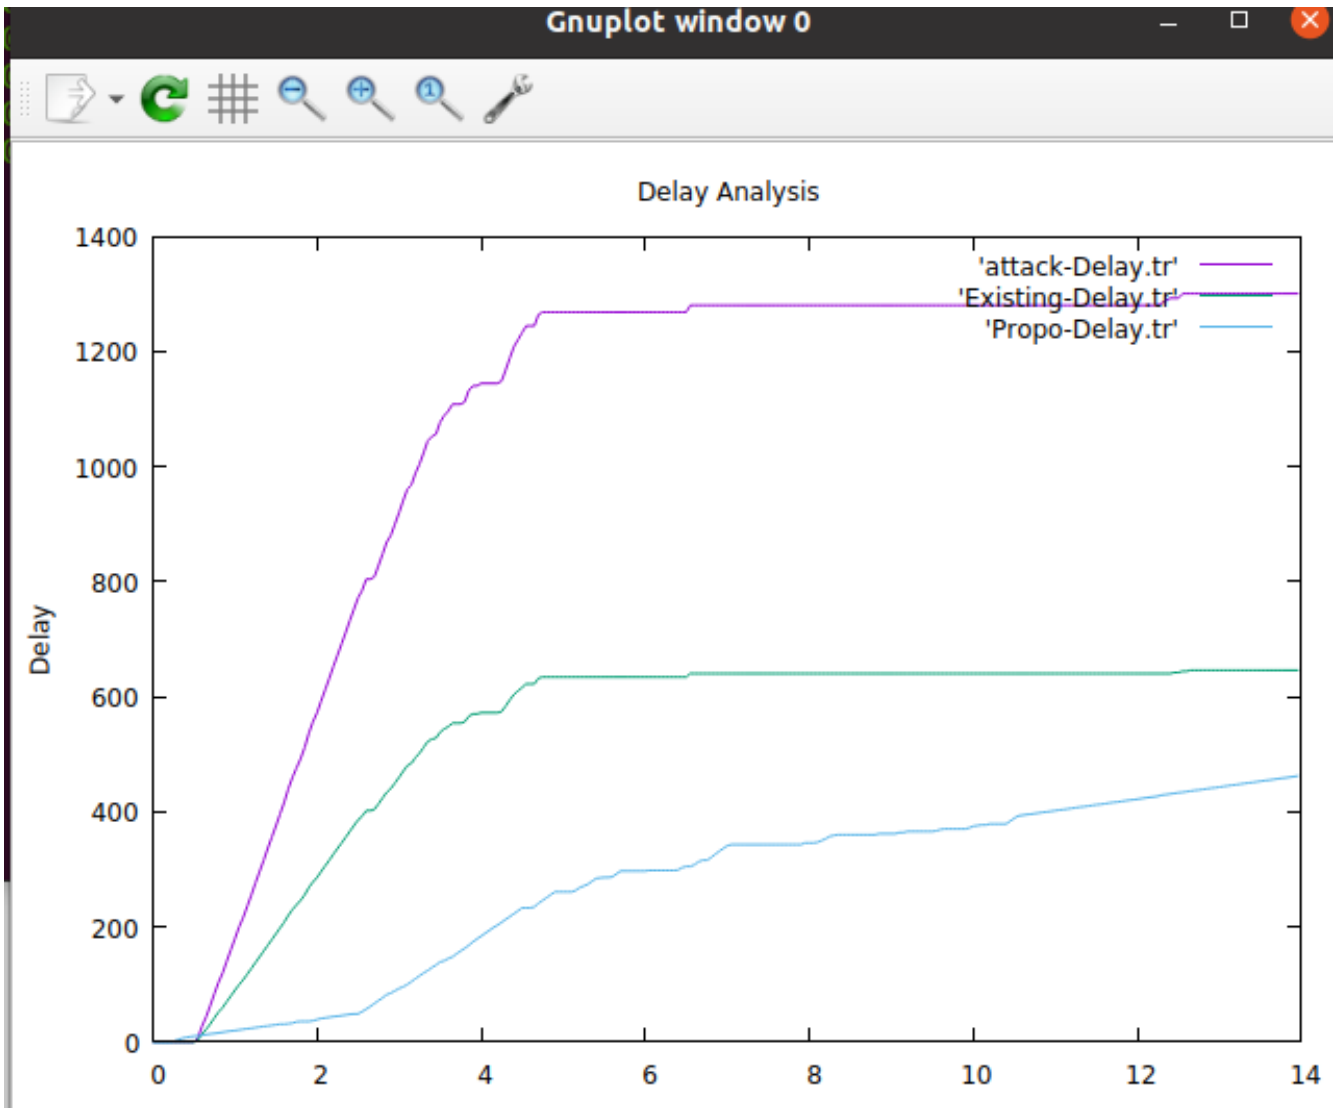 Gnuplot window 0
1
Delay Analysis
1400
1200
1000
800
600
400
200
0
Delay
'attack-Delay.tr'
'Existing-Delay.tr'
'Propo-Delay.tr'
0 2 4 6 8 10 12 14